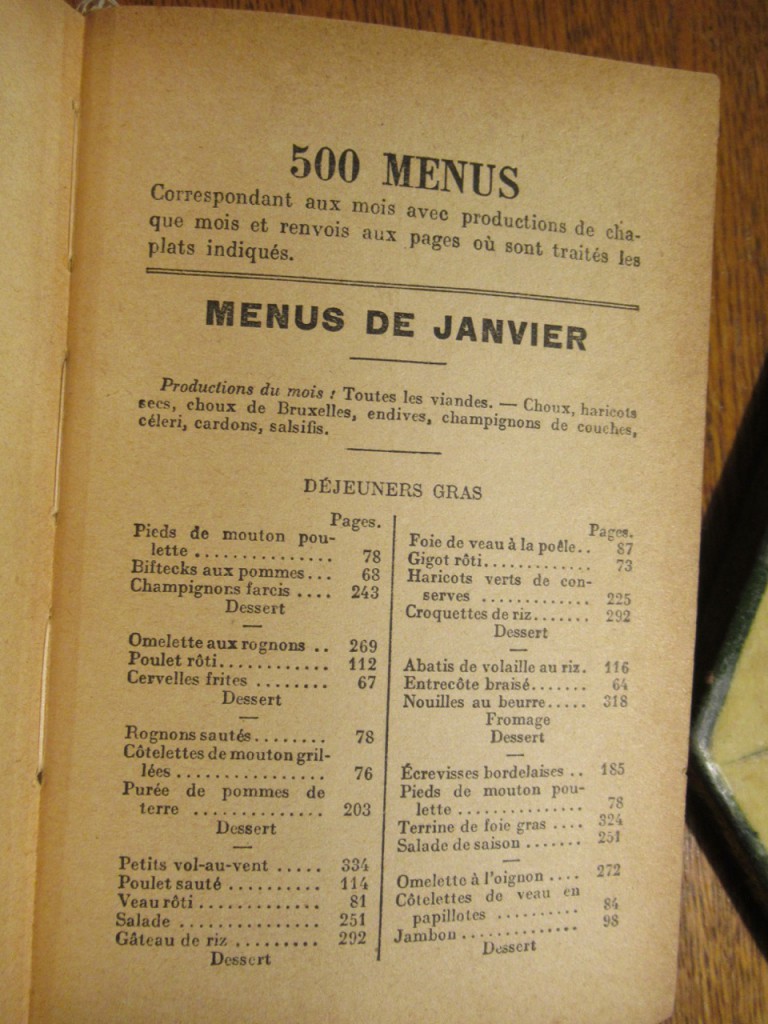 500 MENUS
Correspondant aux mois avec productions de cha-
que mois et renvois aux pages où sont traités les
plats indiqués.
MENUS DE JANVIER
Productions du mois : Toutes les viandes. — Choux, haricots
secs, choux de Bruxelles, endives, champignons de couches,
céleri, cardons, salsifis.
DÉJEUNERS GRAS
Pages.
Pieds de mouton pou-
lette .............. 78
Biftecks aux pommes... 68
Champignons farcis .... 243
Dessert
—
Omelette aux rognons .. 269
Poulet rôti............ 112
Cervelles frites ........ 67
Dessert
—
Rognons sautés........ 78
Côtelettes de mouton gril-
lées ................ 76
Purée de pommes de
terre .............. 203
Dessert
—
Petits vol-au-vent ..... 334
Poulet sauté .......... 114
Veau rôti ............. 81
Salade ............... 251
Gâteau de riz ......... 292
Dessert
Pages.
Foie de veau à la poêle.. 87
Gigot rôti............. 73
Haricots verts de con-
serves ............. 225
Croquettes de riz....... 292
Dessert
—
Abatis de volaille au riz. 116
Entrecôte braisé....... 64
Nouilles au beurre..... 318
Fromage
Dessert
—
Écrevisses bordelaises .. 185
Pieds de mouton pou-
lette ............... 78
Terrine de foie gras .... 324
Salade de saison ....... 251
—
Omelette à l'oignon .... 272
Côtelettes de veau en
papillotes .......... 84
Jambon .............. 98
Dessert